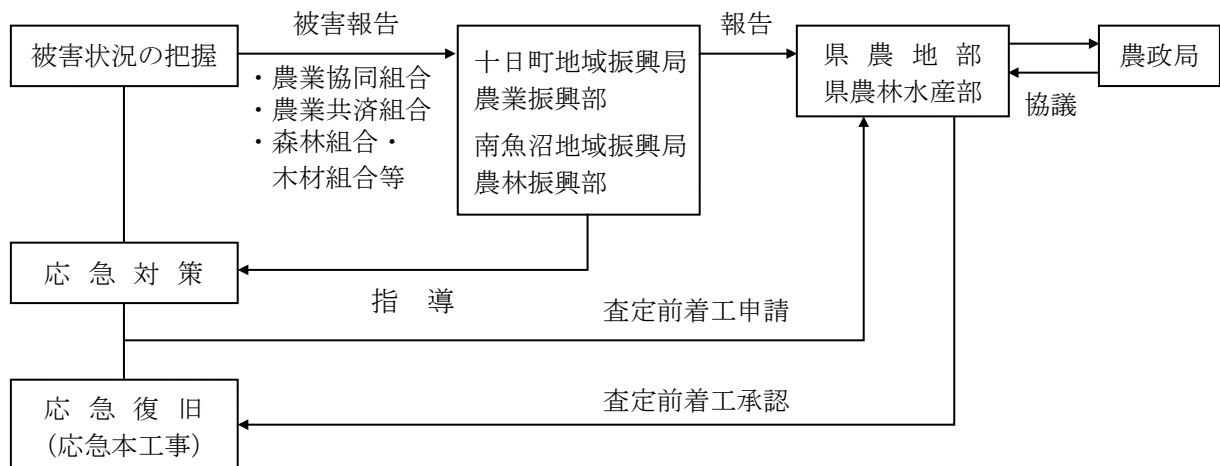 被害報告
報告
被害状況の把握
・農業協同組合
・農業共済組合
・森林組合・
木材組合等
十日町地域振興局
農業振興部
南魚沼地域振興局
農林振興部
県農地部
県農林水産部
農政局
協議
応急対策
指導
査定前着工申請
応急復旧
(応急本工事)
査定前着工承認